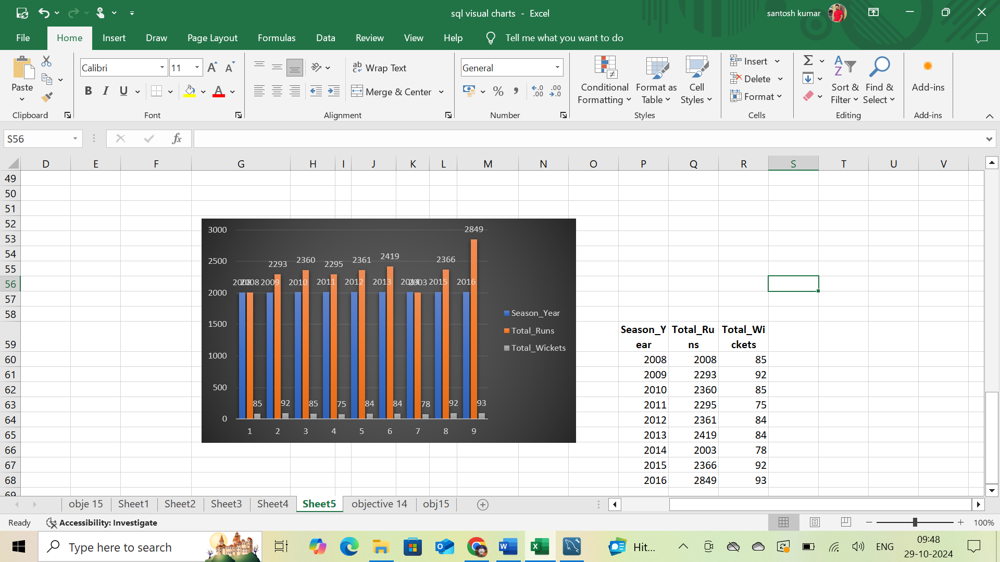 sql visual charts - Excel
santosh kumar
File Home Insert Draw Page Layout Formulas Data Review View Help Tell me what you want to do
Paste
Clipboard
Calibri 11
B I U
Font
Wrap Text
Merge & Center
Alignment
General
Number
Conditional Formatting
Format as Table
Cell Styles
Styles
Insert
Delete
Format
Cells
Sort & Filter
Find & Select
Editing
Add-ins
Add-ins
S56
fx
D E F G H I J K L M N O P Q R S T U V
49
50
51
52
53
54
55
56
57
58
59
60
61
62
63
64
65
66
67
68
69
3000
2500
2000
1500
1000
500
0
2008 2009 2010 2011 2012 2013 2014 2015 2016
2008 2293 2360 2295 2361 2419 2003 2366 2849
85 92 85 75 84 84 78 92 93
1 2 3 4 5 6 7 8 9
Season_Year
Total_Runs
Total_Wickets
Season_Year Total_Runs Total_Wickets
2008 2008 85
2009 2293 92
2010 2360 85
2011 2295 75
2012 2361 84
2013 2419 84
2014 2003 78
2015 2366 92
2016 2849 93
obje 15 Sheet1 Sheet2 Sheet3 Sheet4 Sheet5 objective 14 obj15
Ready Accessibility: Investigate
100%
Type here to search
Hit...
ENG
09:48
29-10-2024